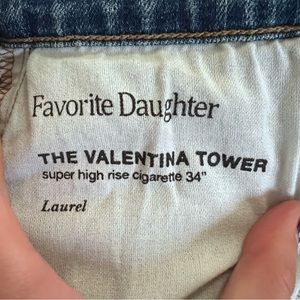 Favorite Daughter
THE VALENTINA TOWER
super high rise cigarette 34"
Laurel